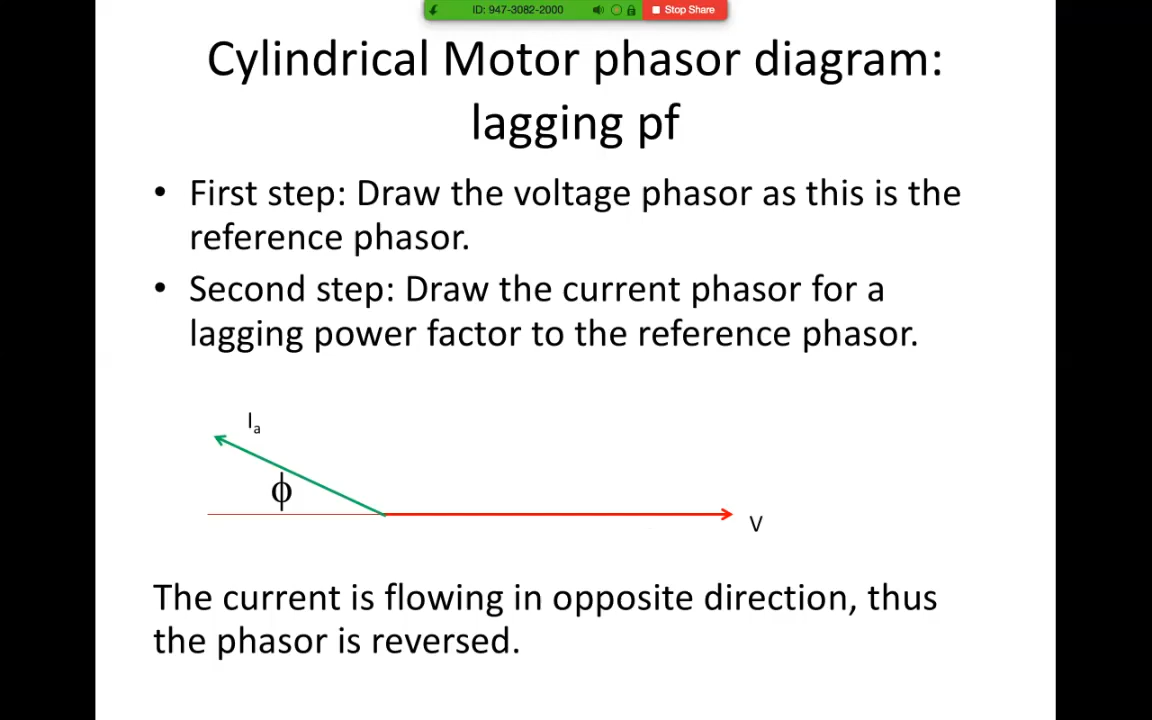 ID: 947-3082-2000
Stop Share
Cylindrical Motor phasor diagram:
lagging pf
• First step: Draw the voltage phasor as this is the
reference phasor.
• Second step: Draw the current phasor for a
lagging power factor to the reference phasor.
Ia
ϕ
V
The current is flowing in opposite direction, thus
the phasor is reversed.